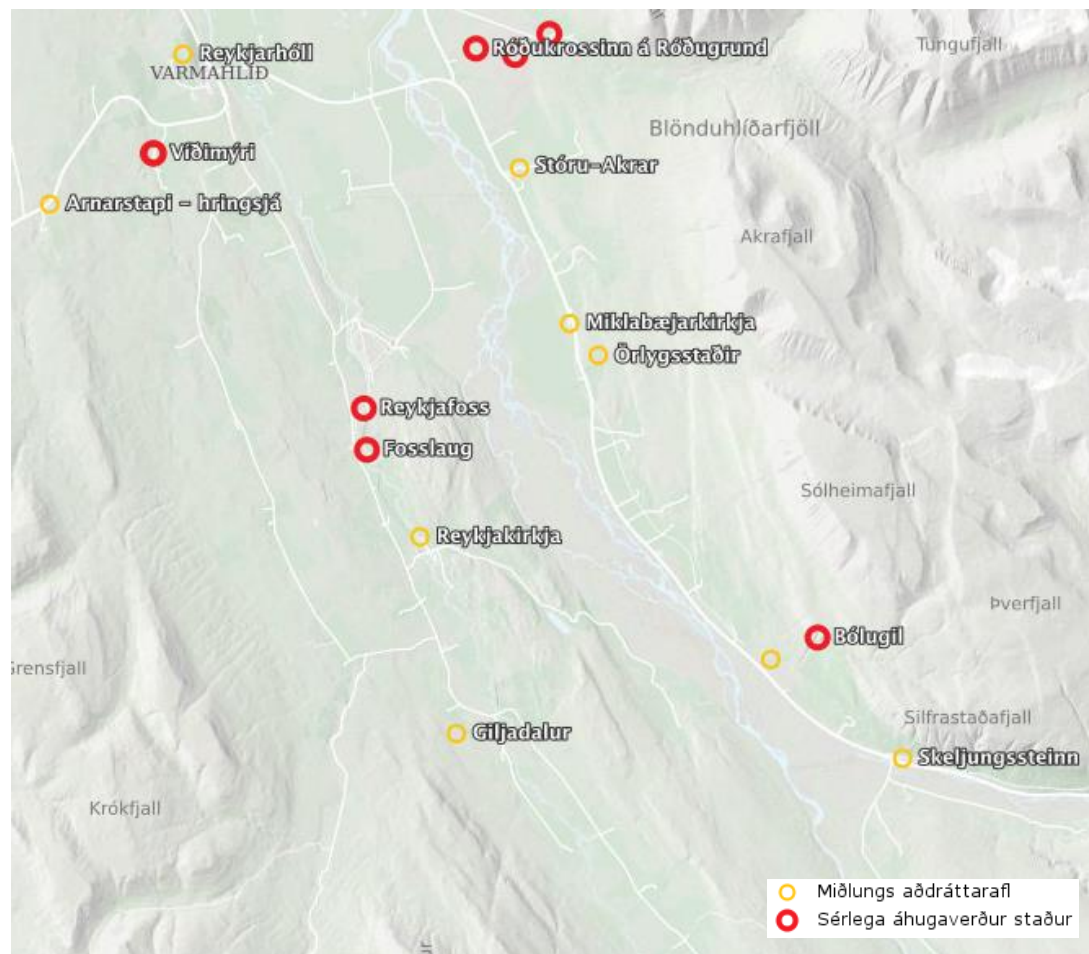 Róðukrossinn á Róðugrund
Tungufjall
Reykjarhóll
VARMAHLÍÐ
Blönduhlíðarfjöll
Víðimýri
Stóru-Akrar
Arnarstapi - hringsjá
Akrafjall
Miklabæjarkirkja
Örlygsstaðir
Reykjafoss
Fosslaug
Sólheimafjall
Reykjakirkja
Þverfjall
Bólugil
Grensfjall
Silfrastaðafjall
Giljadalur
Skeljungssteinn
Krókfjall
Miðlungs aðdráttarafl
Sérlega áhugaverður staður